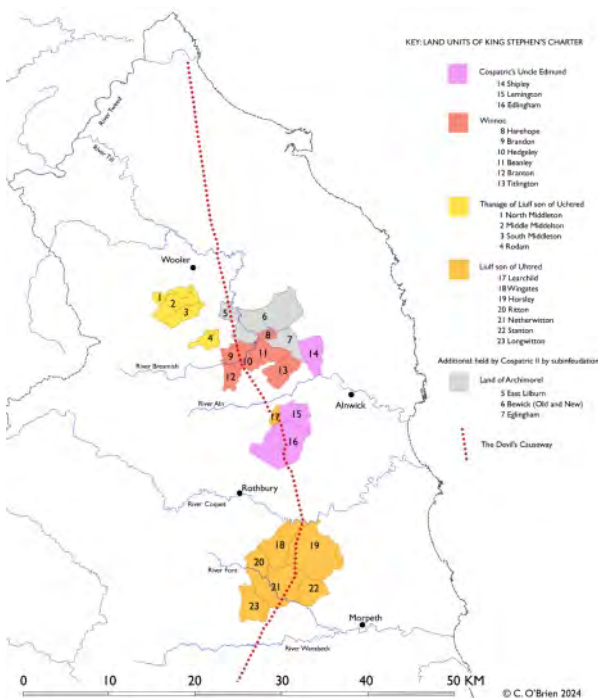 KEY: LAND UNITS OF KING STEPHEN'S CHARTER
Cospatric's Uncle Edmund
14 Shipley
15 Lemington
16 Edlingham
Winnoc
8 Harehope
9 Brandon
10 Hedgeley
11 Beanley
12 Branton
13 Titlington
Thanage of Liulf son of Uchtred
1 North Middleton
2 Middle Middelton
3 South Middleton
4 Rodam
Liulf son of Uhtred
17 Learchild
18 Wingates
19 Horsley
20 Ritton
21 Netherwitton
22 Stanton
23 Longwitton
Additional held by Cospatric II by subinfeudation
Land of Archimorel
5 East Lilburn
6 Bewick (Old and New)
7 Eglingham
The Devil's Causeway
River Tweed
River Till
Wooler
1
2
3
5
6
4
8
7
9
10
11
14
12
13
River Breamish
River Aln
Alnwick
17
15
16
Rothbury
River Coquet
18
19
20
River Font
21
22
23
Morpeth
River Wansbeck
0 10 20 30 40 50 KM
© C. O'Brien 2024